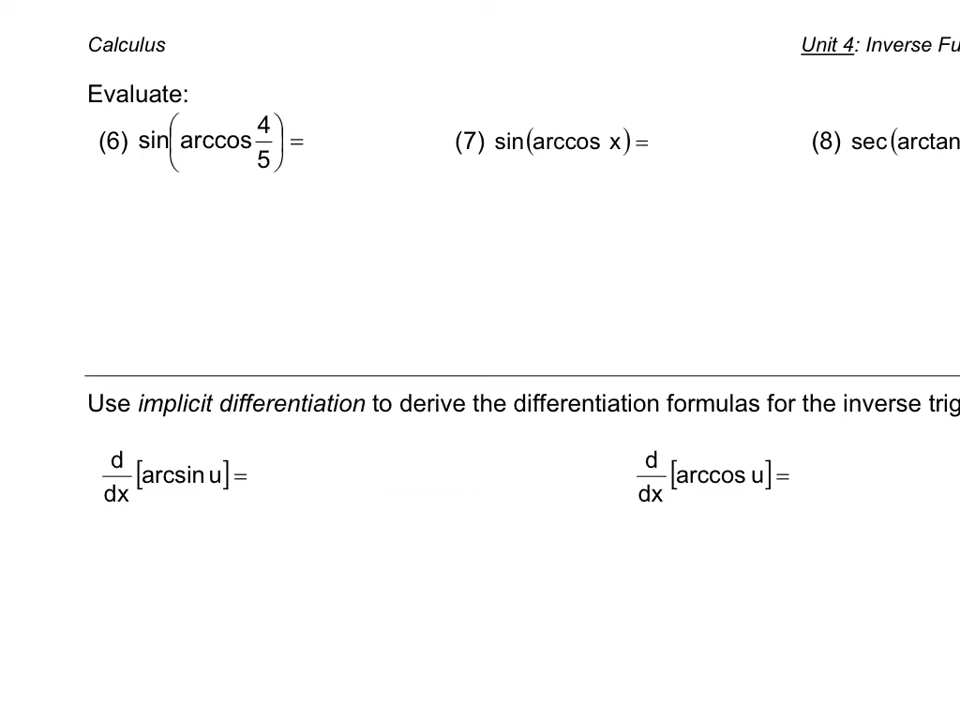 Calculus Unit 4: Inverse Fu
Evaluate:
(6) sin(arccos 4/5) = (7) sin(arccos x) = (8) sec(arctan
Use implicit differentiation to derive the differentiation formulas for the inverse trig
d/dx [arcsin u] = d/dx [arccos u] =